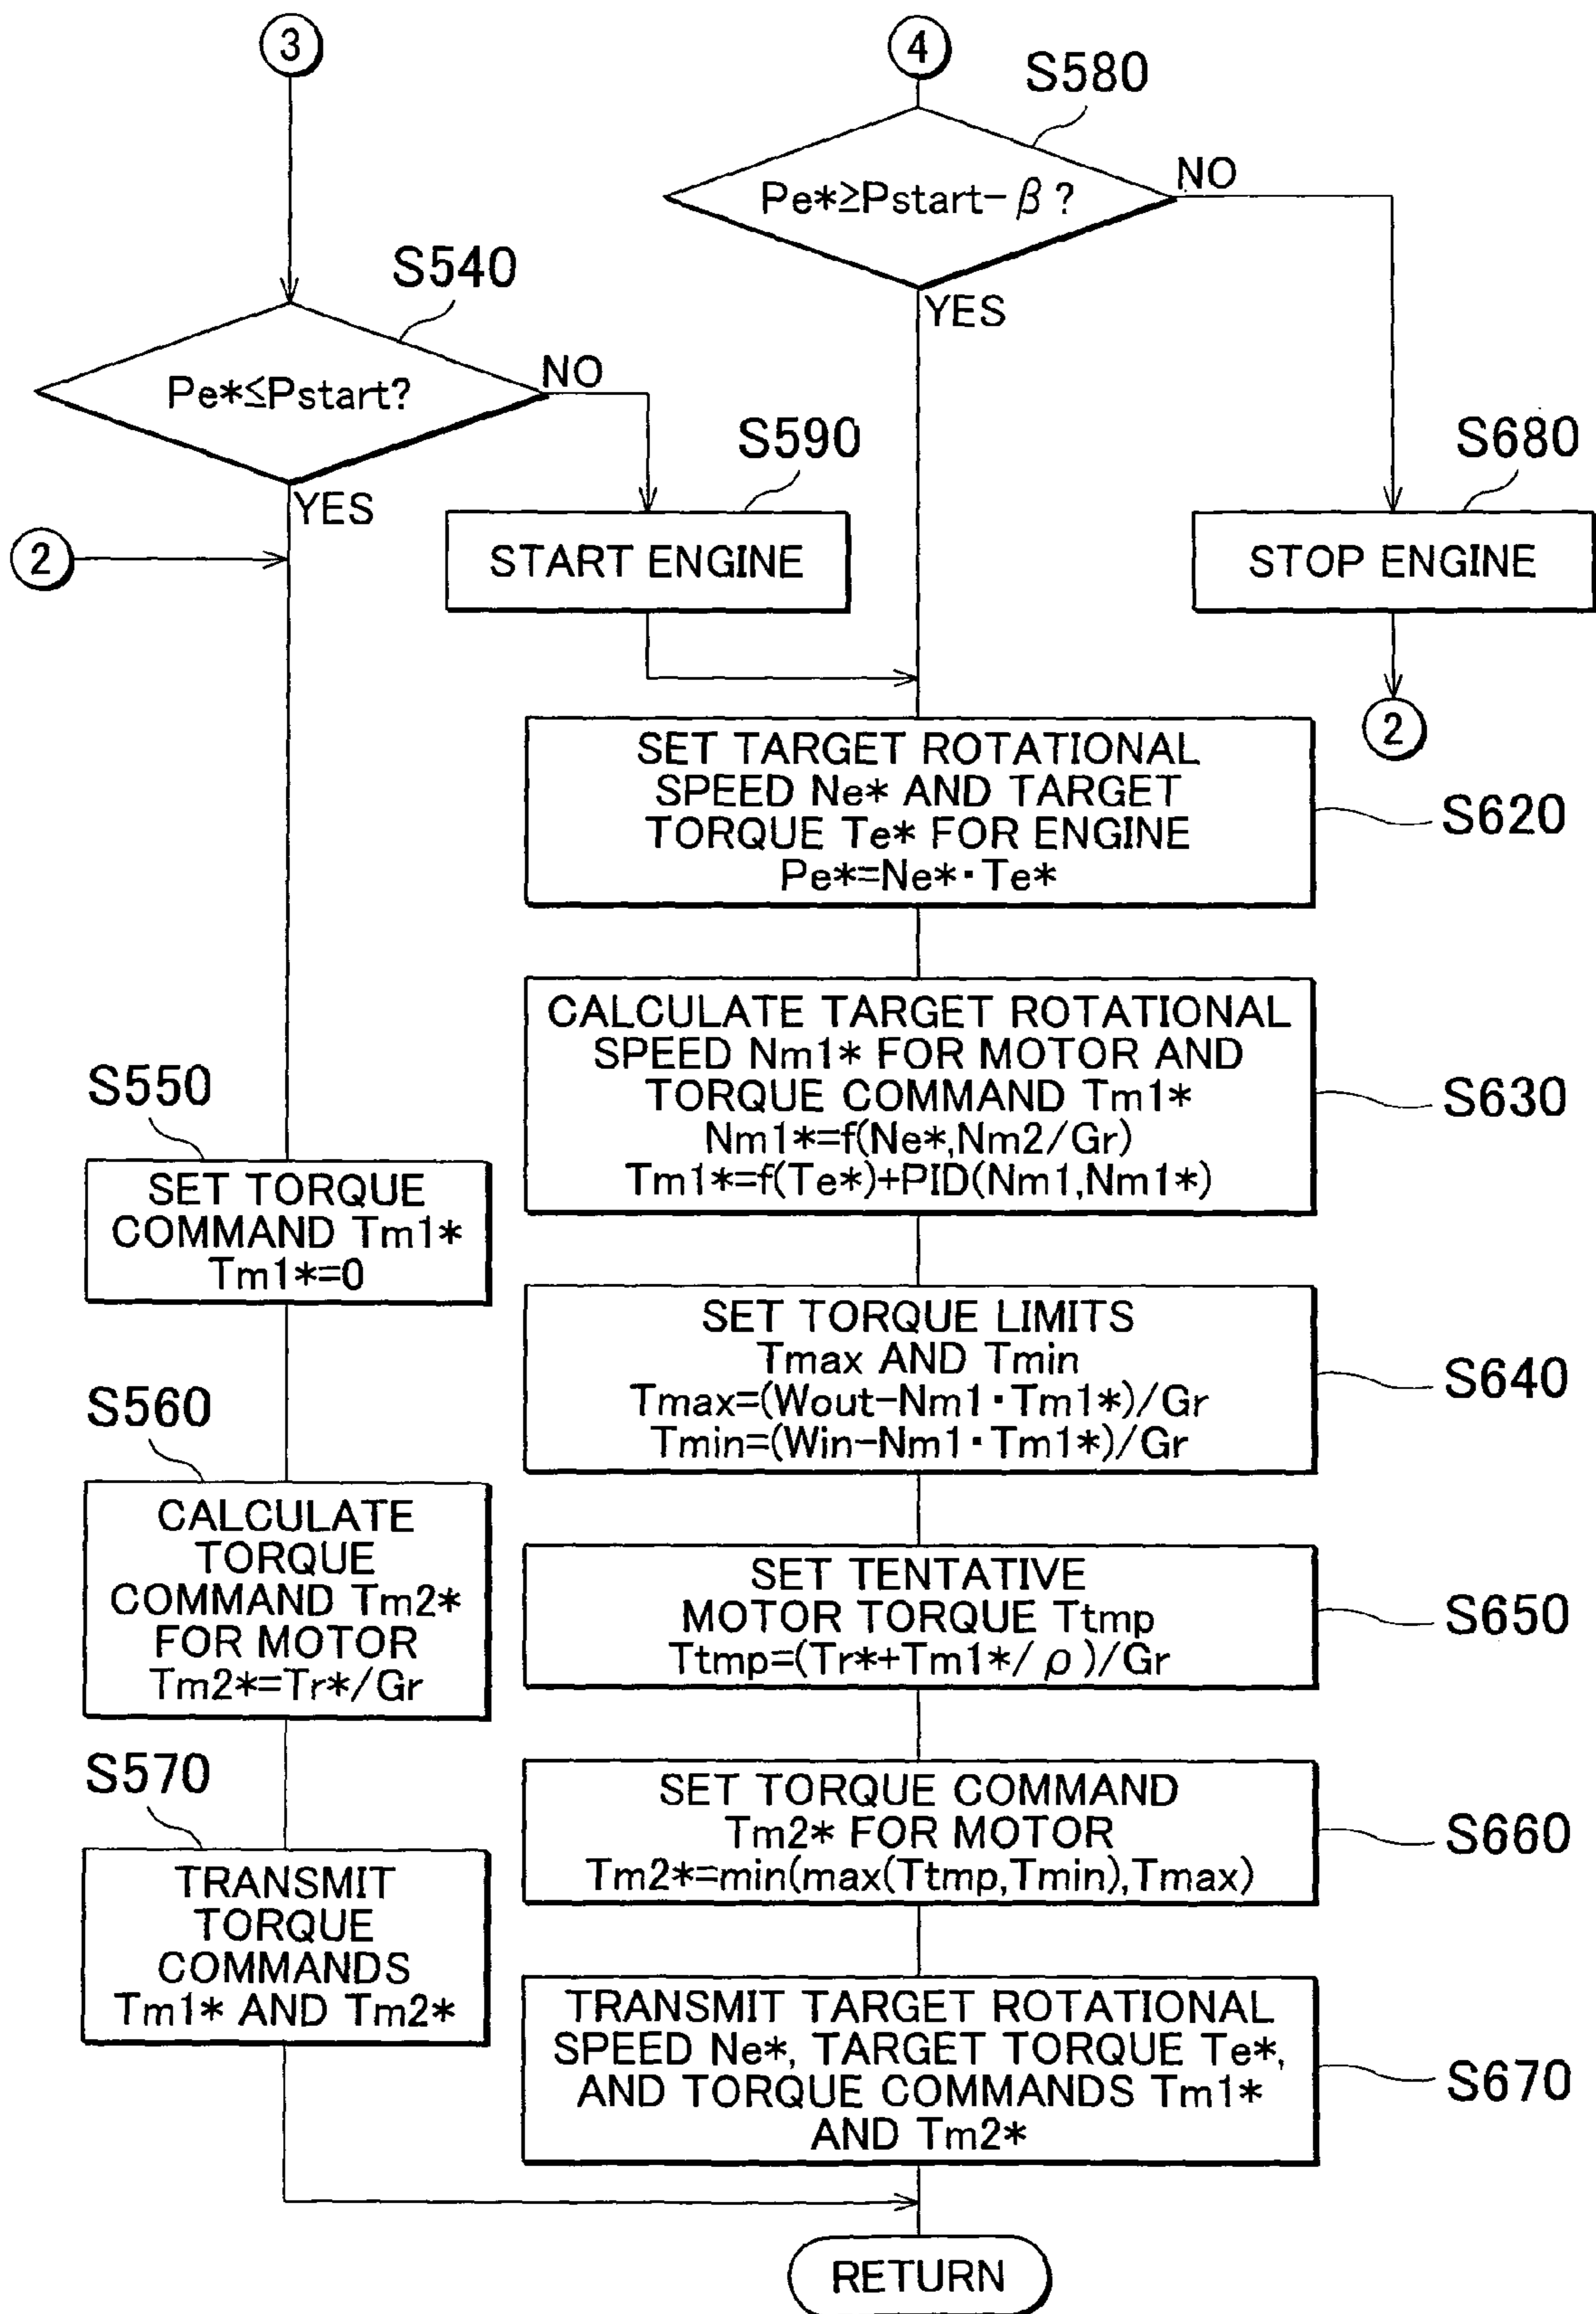 3
4
S580
Pe*≥Pstart-β?
NO
YES
S540
Pe*≤Pstart?
NO
YES
S590
START ENGINE
S680
STOP ENGINE
2
2
SET TARGET ROTATIONAL
SPEED Ne* AND TARGET
TORQUE Te* FOR ENGINE
Pe*=Ne*·Te*
S620
CALCULATE TARGET ROTATIONAL
SPEED Nm1* FOR MOTOR AND
TORQUE COMMAND Tm1*
Nm1*=f(Ne*,Nm2/Gr)
Tm1*=f(Te*)+PID(Nm1,Nm1*)
S630
S550
SET TORQUE
COMMAND Tm1*
Tm1*=0
SET TORQUE LIMITS
Tmax AND Tmin
Tmax=(Wout-Nm1·Tm1*)/Gr
Tmin=(Win-Nm1·Tm1*)/Gr
S640
S560
CALCULATE
TORQUE
COMMAND Tm2*
FOR MOTOR
Tm2*=Tr*/Gr
SET TENTATIVE
MOTOR TORQUE Ttmp
Ttmp=(Tr*+Tm1*/ρ)/Gr
S650
S570
TRANSMIT
TORQUE
COMMANDS
Tm1* AND Tm2*
SET TORQUE COMMAND
Tm2* FOR MOTOR
Tm2*=min(max(Ttmp,Tmin),Tmax)
S660
TRANSMIT TARGET ROTATIONAL
SPEED Ne*, TARGET TORQUE Te*,
AND TORQUE COMMANDS Tm1*
AND Tm2*
S670
RETURN